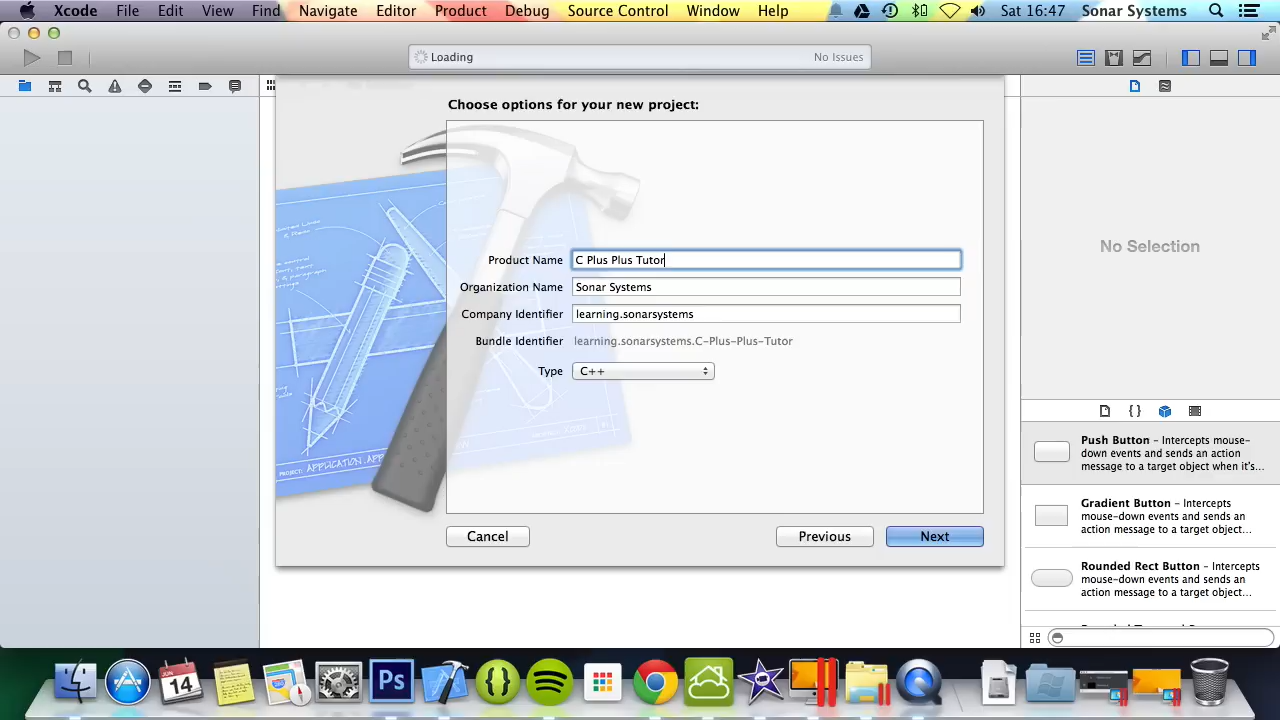 Xcode File Edit View Find Navigate Editor Product Debug Source Control Window Help Sat 16:47 Sonar Systems
Loading No Issues
Choose options for your new project:
Product Name C Plus Plus Tutor
Organization Name Sonar Systems
Company Identifier learning.sonarsystems
Bundle Identifier learning.sonarsystems.C-Plus-Plus-Tutor
Type C++
Cancel Previous Next
No Selection
Push Button - Intercepts mouse-
down events and sends an action
message to a target object when it's...
Gradient Button - Intercepts
mouse-down events and sends an
action message to a target object...
Rounded Rect Button - Intercepts
mouse-down events and sends an
action message to a target object...
JUN
14
Ps